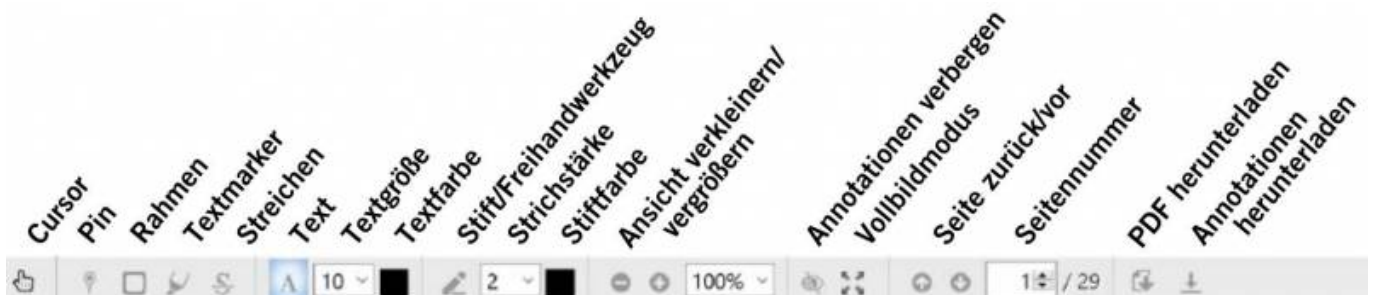 Cursor
Pin
Rahmen
Textmarker
Streichen
Text
Textgröße
Textfarbe
Stift/Freihandwerkzeug
Strichstärke
Stiftfarbe
Ansicht verkleinern/
vergrößern
Annotationen verbergen
Vollbildmodus
Seite zurück/vor
Seitennummer
PDF herunterladen
Annotationen
herunterladen
S A 10 2 100% 1 / 29